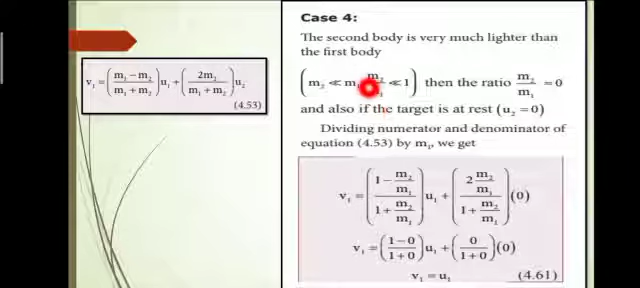 v₁ = ( (m₁ − m₂) / (m₁ + m₂) ) u₁ + ( 2m₂ / (m₁ + m₂) ) u₂
(4.53)
Case 4:
The second body is very much lighter than
the first body
( m₂ ≪ m₁, m₂/m₁ ≪ 1 ) then the ratio m₂/m₁ = 0
and also if the target is at rest (u₂ = 0)
Dividing numerator and denominator of
equation (4.53) by m₁, we get
v₁ = ( (1 − m₂/m₁) / (1 + m₂/m₁) ) u₁ + ( (2 m₂/m₁) / (1 + m₂/m₁) ) (0)
v₁ = ( (1−0) / (1+0) ) u₁ + ( 0 / (1+0) ) (0)
v₁ = u₁ (4.61)